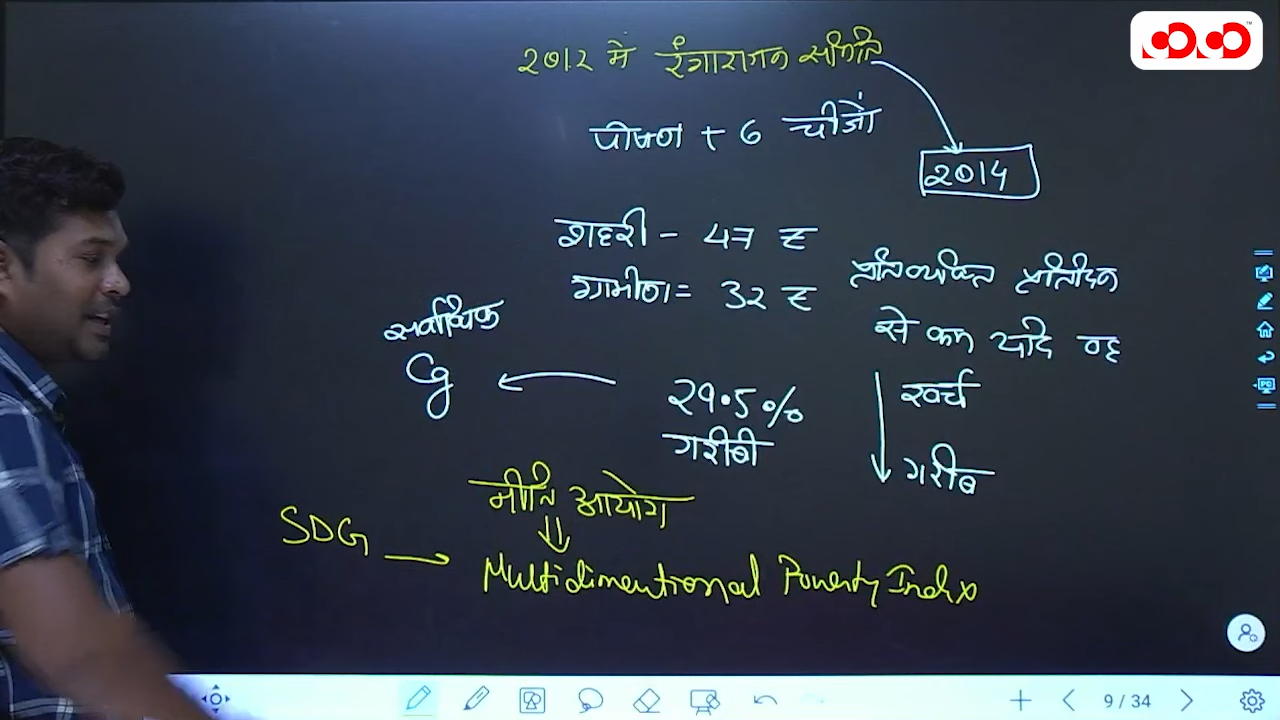 2012 में रंगाराजन समिति
पोषण + 6 चीजों
2014
शहरी - 47 ₹
ग्रामीण = 32 ₹
प्रतिव्यक्ति प्रतिदिन
से कम यदि वह
खर्च
गरीब
सर्वाधिक
Cg
29.5%
गरीबी
नीति आयोग
SDG
Multidimentional Poverty Index
9 / 34